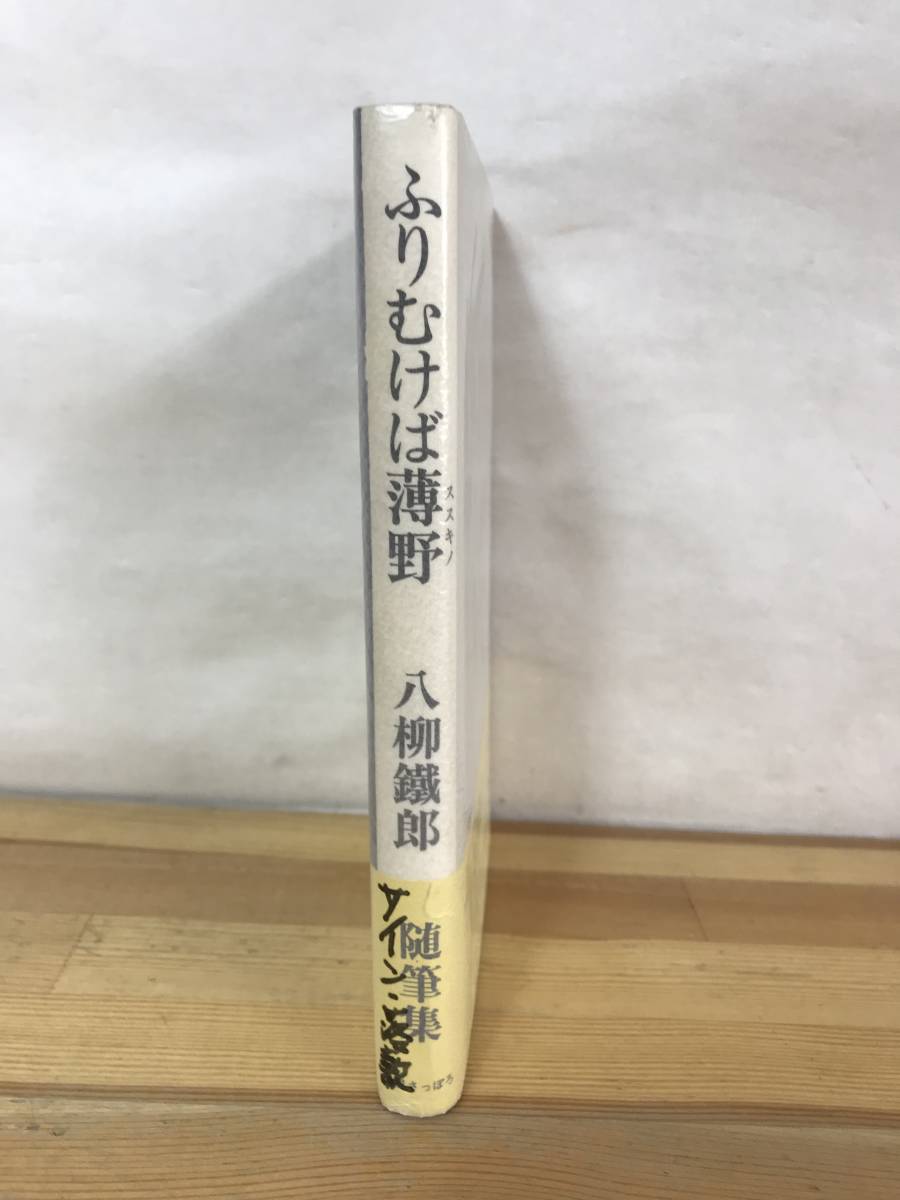 ふりむけば薄野
ススキノ
八柳鐵郎
随筆集
サイン・落款
さっぽろ